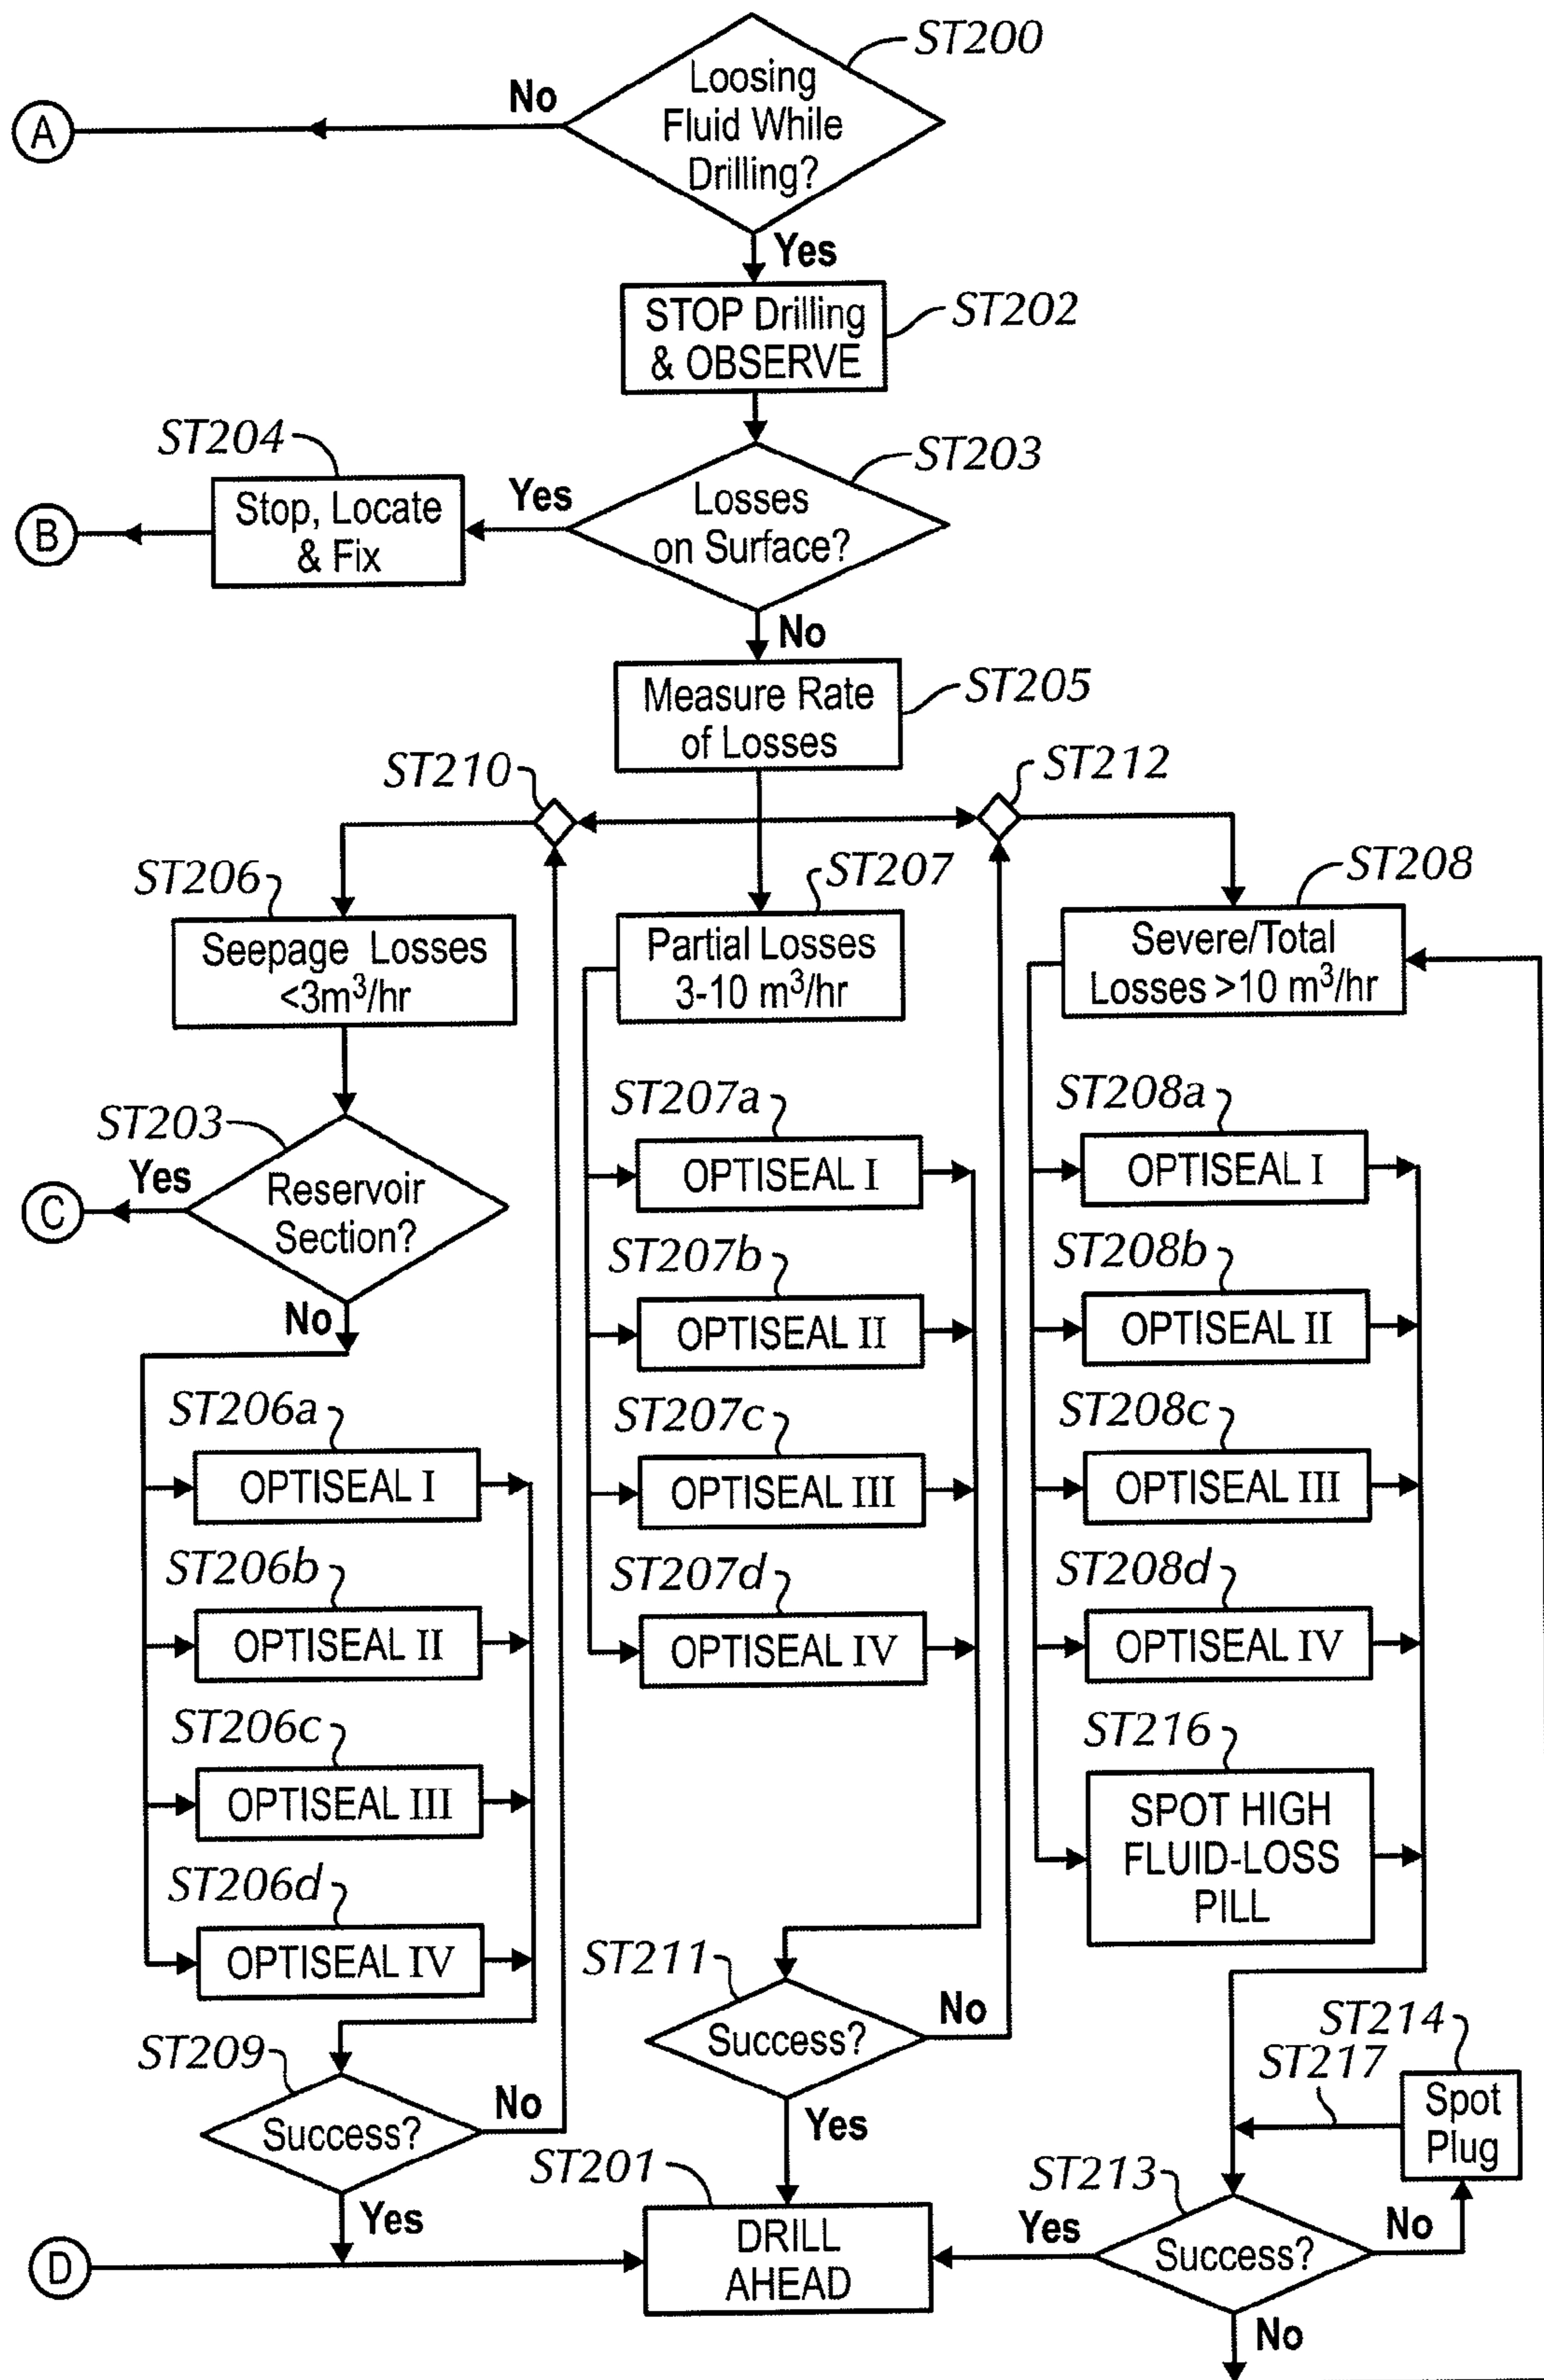 ST200
Loosing
Fluid While
Drilling?
No
A
Yes
STOP Drilling
& OBSERVE
ST202
ST204
ST203
Losses
on Surface?
Yes
Stop, Locate
& Fix
B
No
Measure Rate
of Losses
ST205
ST210
ST212
ST206
ST207
ST208
Seepage Losses
<3m³/hr
Partial Losses
3-10 m³/hr
Severe/Total
Losses >10 m³/hr
ST203
Reservoir
Section?
Yes
C
No
ST206a
OPTISEAL I
ST206b
OPTISEAL II
ST206c
OPTISEAL III
ST206d
OPTISEAL IV
ST209
Success?
No
Yes
D
ST207a
OPTISEAL I
ST207b
OPTISEAL II
ST207c
OPTISEAL III
ST207d
OPTISEAL IV
ST211
Success?
No
Yes
ST201
DRILL
AHEAD
ST208a
OPTISEAL I
ST208b
OPTISEAL II
ST208c
OPTISEAL III
ST208d
OPTISEAL IV
ST216
SPOT HIGH
FLUID-LOSS
PILL
ST214
ST217
Spot
Plug
ST213
Success?
Yes
No
No